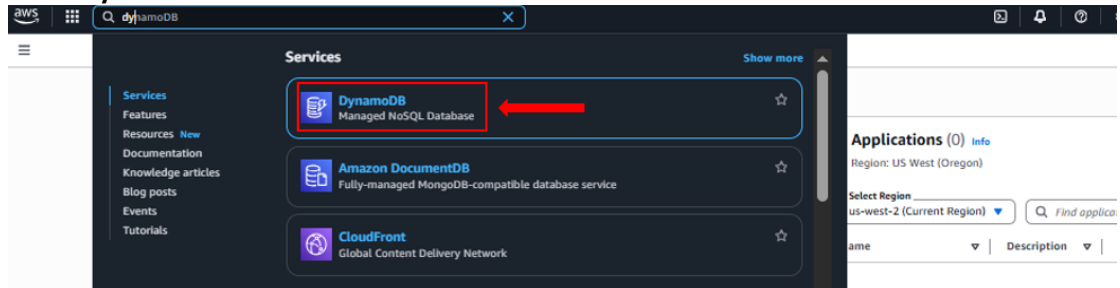 aws
dynamoDB
Services
Show more
Services
Features
Resources New
Documentation
Knowledge articles
Blog posts
Events
Tutorials
DynamoDB
Managed NoSQL Database
Amazon DocumentDB
Fully-managed MongoDB-compatible database service
CloudFront
Global Content Delivery Network
Applications (0) Info
Region: US West (Oregon)
Select Region
us-west-2 (Current Region)
Find applica
ame
Description